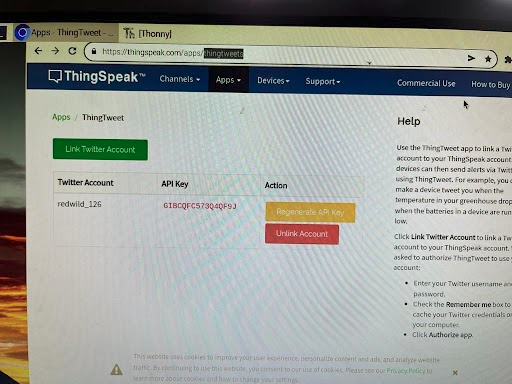 Apps - ThingTweet - ...
[Thonny]
https://thingspeak.com/apps/thingtweets
ThingSpeak™
Channels
Apps
Devices
Support
Commercial Use
How to Buy
Apps / ThingTweet
Link Twitter Account
Twitter Account
API Key
Action
redwild_126
GIBCQFC573Q4QF9J
Regenerate API Key
Unlink Account
Help
Use the ThingTweet app to link a Twi
account to your ThingSpeak account
devices can then send alerts via Twitt
using ThingTweet. For example, you c
make a device tweet you when the
temperature in your greenhouse drop
when the batteries in a device are run
low.
Click Link Twitter Account to link a Tw
account to your ThingSpeak account.
asked to authorize ThingTweet to use
account:
Enter your Twitter username an
password.
Check the Remember me box to
cache your Twitter credentials o
your computer.
Click Authorize app.
This website uses cookies to improve your user experience, personalize content and ads, and analyze website
traffic. By continuing to use this website, you consent to our use of cookies. Please see our Privacy Policy to
learn more about cookies and how to change your settings.